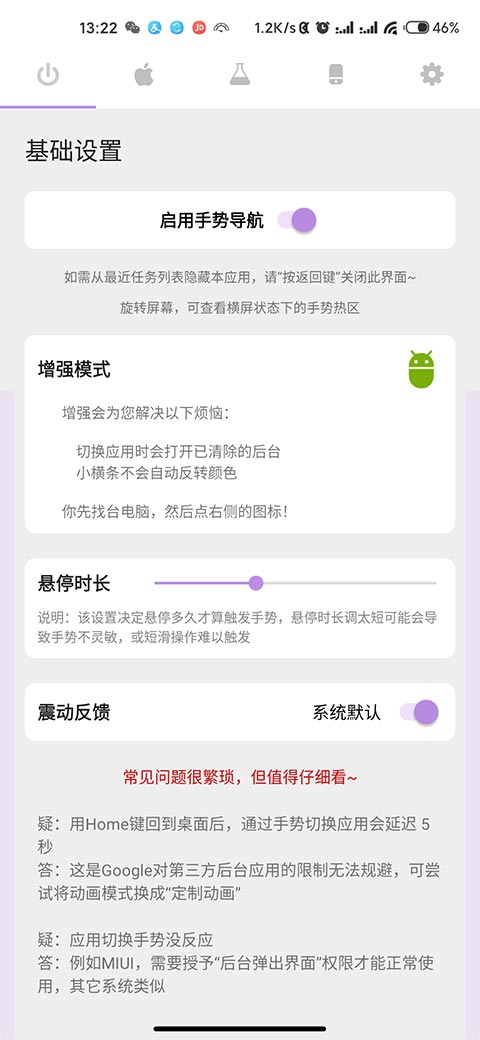 13:22 JD 1.2K/s 46%
基础设置
启用手势导航
如需从最近任务列表隐藏本应用，请“按返回键”关闭此界面~
旋转屏幕，可查看横屏状态下的手势热区
增强模式
增强会为您解决以下烦恼：
切换应用时会打开已清除的后台
小横条不会自动反转颜色
你先找台电脑，然后点右侧的图标！
悬停时长
说明：该设置决定悬停多久才算触发手势，悬停时长调太短可能会导
致手势不灵敏，或短滑操作难以触发
震动反馈 系统默认
常见问题很繁琐，但值得仔细看~
疑：用Home键回到桌面后，通过手势切换应用会延迟 5
秒
答：这是Google对第三方后台应用的限制无法规避，可尝
试将动画模式换成“定制动画”
疑：应用切换手势没反应
答：例如MIUI，需要授予“后台弹出界面”权限才能正常使
用，其它系统类似